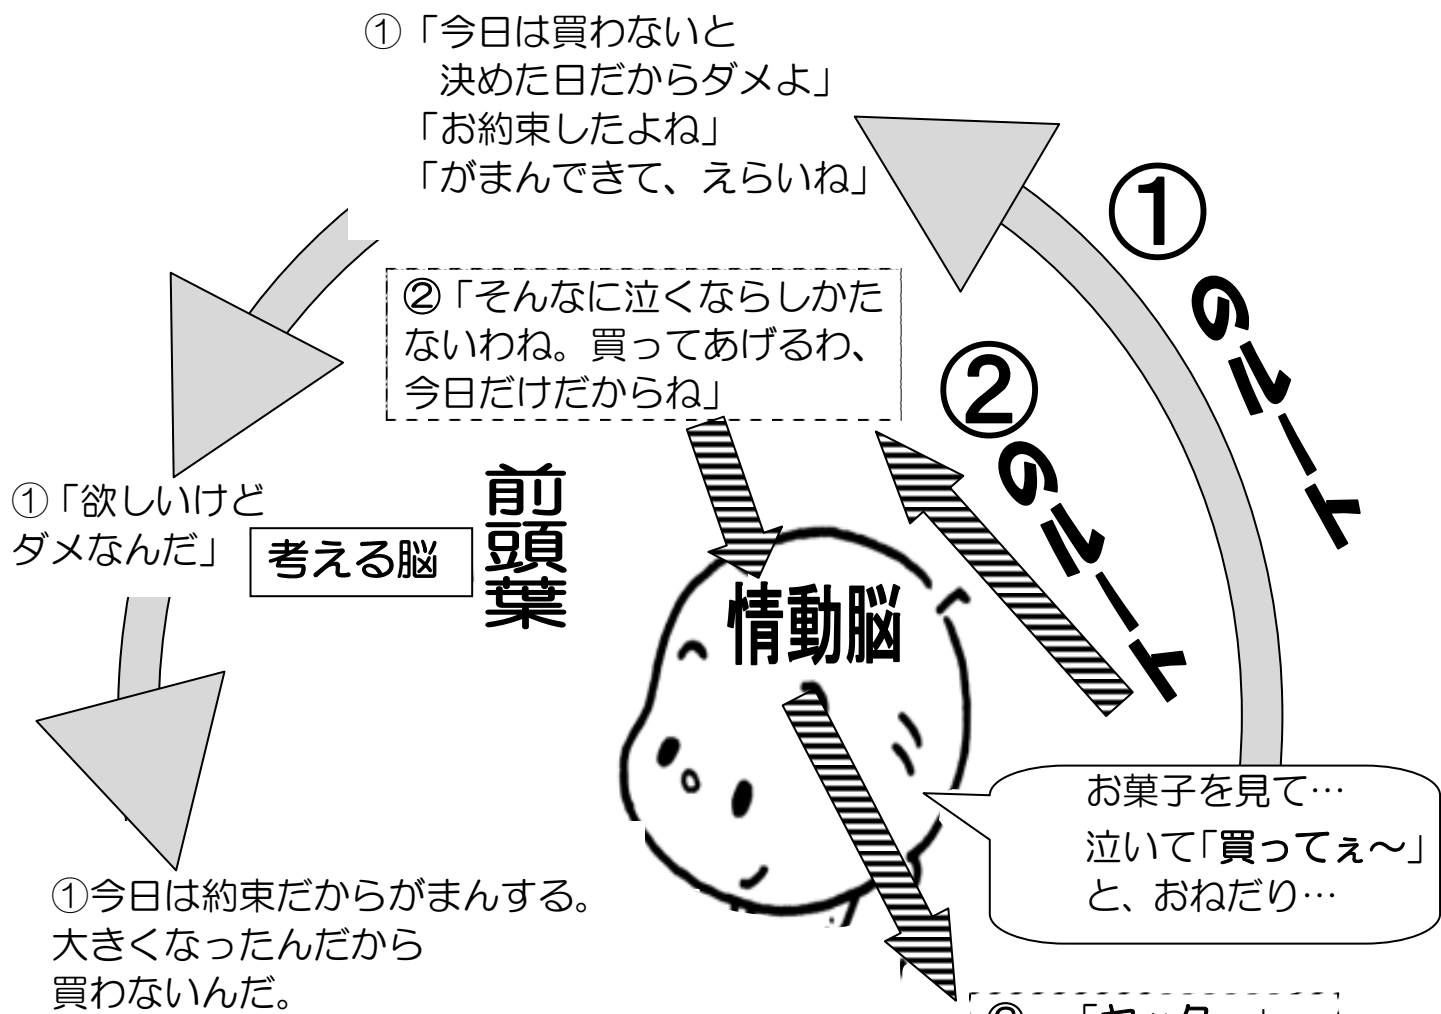 ①「今日は買わないと
決めた日だからダメよ」
「お約束したよね」
「がまんできて、えらいね」
①のルート
②「そんなに泣くならしかた
ないわね。買ってあげるわ、
今日だけだからね」
②のルート
①「欲しいけど
ダメなんだ」
考える脳
前頭葉
情動脳
お菓子を見て…
泣いて「買ってぇ～」
と、おねだり…
①今日は約束だからがまんする。
大きくなったんだから
買わないんだ。